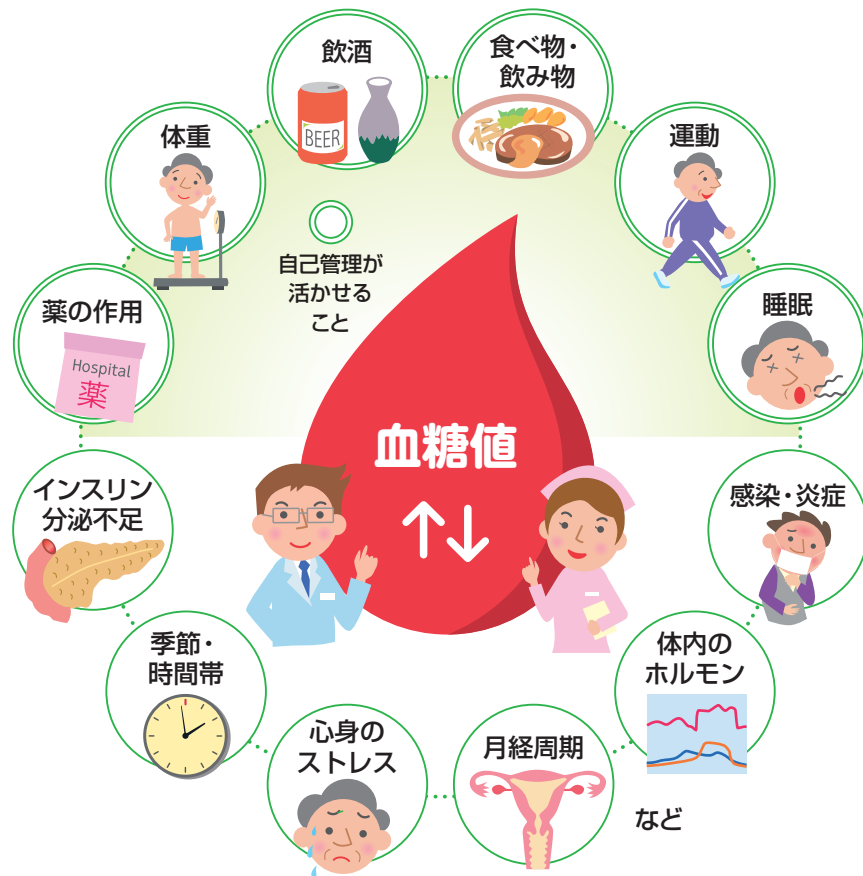 飲酒
BEER
食べ物・
飲み物
体重
運動
自己管理が
活かせる
こと
薬の作用
Hospital
薬
睡眠
血糖値
インスリン
分泌不足
感染・炎症
季節・
時間帯
体内の
ホルモン
心身の
ストレス
月経周期
など